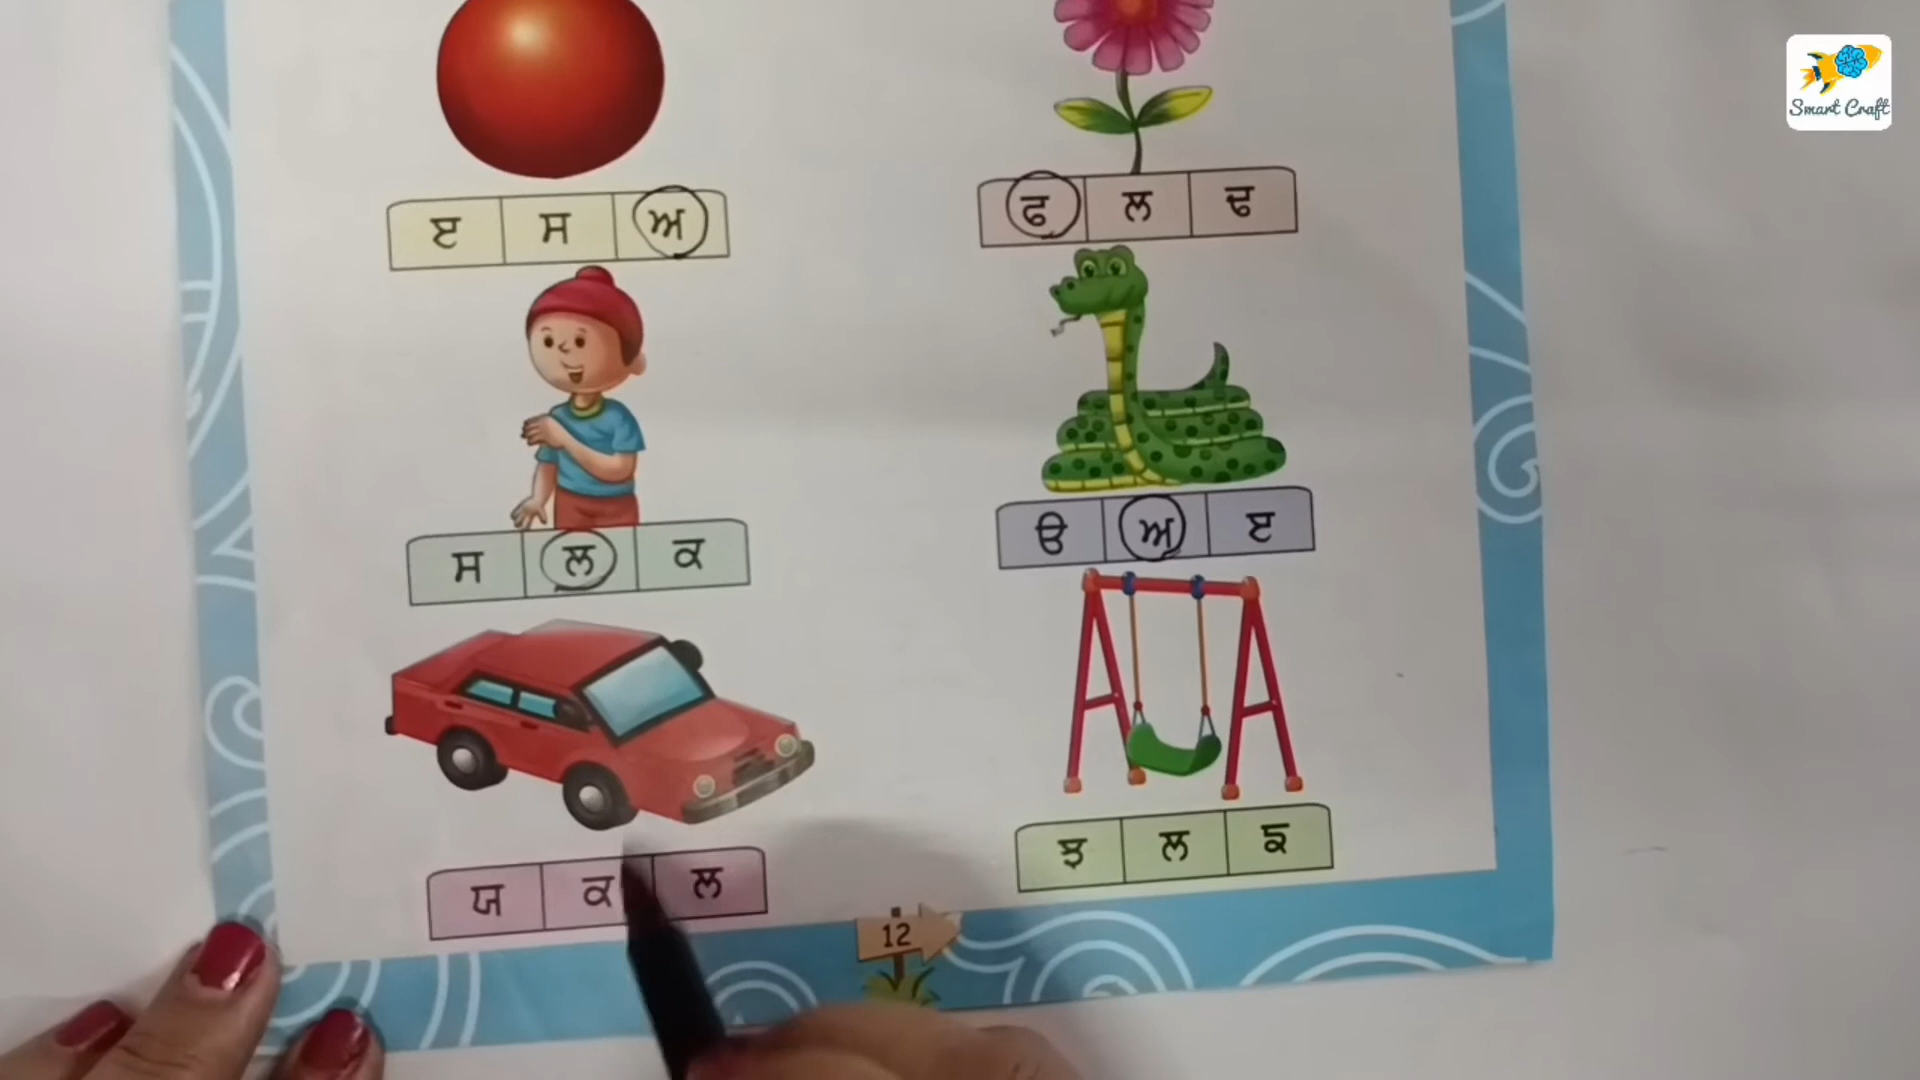 Smart Craft
ੲ ਸ ਅ
ਫ ਲ ਢ
ਸ ਲ ਕ
ੳ ਅ ੲ
ਯ ਕ ਲ
ਝ ਲ ਙ
12